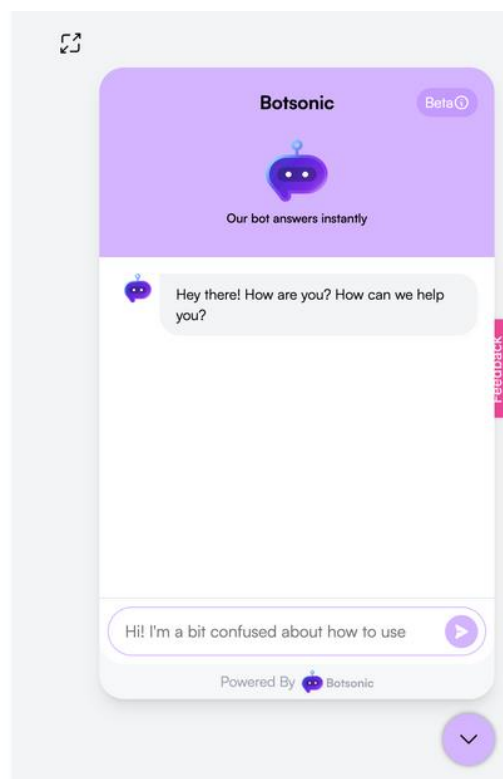 Botsonic
Beta
Our bot answers instantly
Hey there! How are you? How can we help
you?
Feedback
Hi! I'm a bit confused about how to use
Powered By Botsonic